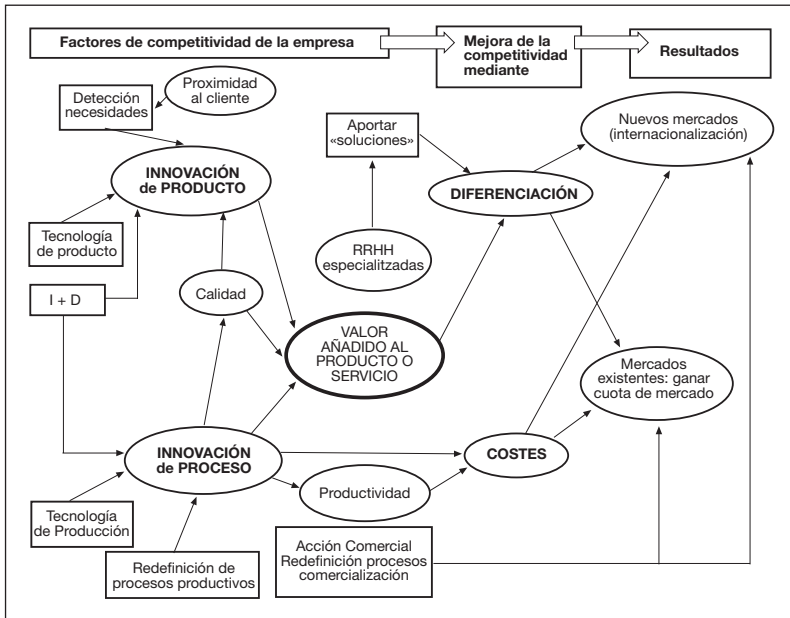 Factores de competitividad de la empresa
Mejora de la
competitividad
mediante
Resultados
Proximidad
al cliente
Detección
necesidades
Aportar
«soluciones»
Nuevos mercados
(internacionalización)
INNOVACIÓN
de PRODUCTO
DIFERENCIACIÓN
Tecnología
de producto
RRHH
especialitzadas
I + D
Calidad
VALOR
AÑADIDO AL
PRODUCTO O
SERVICIO
Mercados
existentes: ganar
cuota de mercado
INNOVACIÓN
de PROCESO
COSTES
Productividad
Tecnología
de Producción
Redefinición de
procesos productivos
Acción Comercial
Redefinición procesos
comercialización